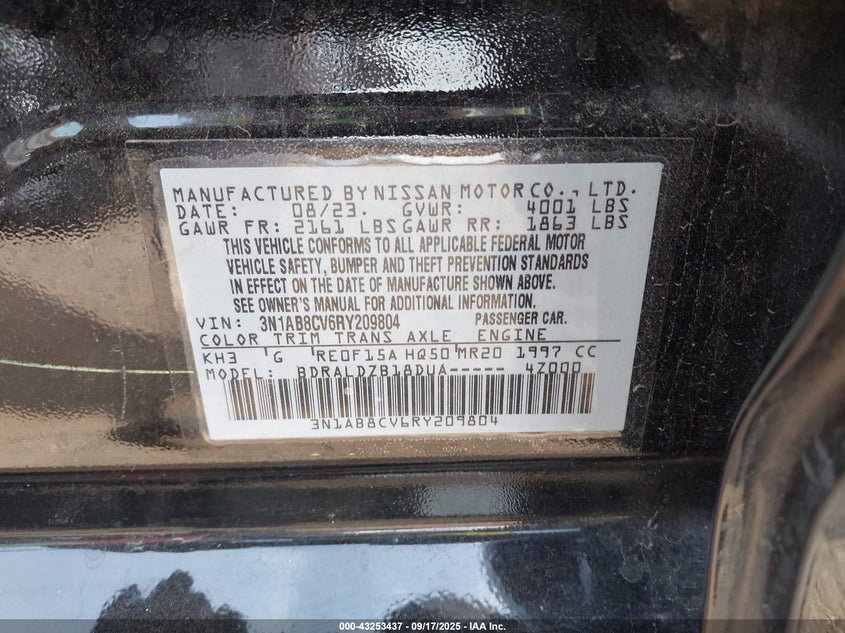 MANUFACTURED BY NISSAN MOTOR CO., LTD.
DATE: 08/23. GVWR: 4001 LBS
GAWR FR: 2161 LBS GAWR RR: 1863 LBS
THIS VEHICLE CONFORMS TO ALL APPLICABLE FEDERAL MOTOR
VEHICLE SAFETY, BUMPER AND THEFT PREVENTION STANDARDS
IN EFFECT ON THE DATE OF MANUFACTURE SHOWN ABOVE.
SEE OWNER'S MANUAL FOR ADDITIONAL INFORMATION.
VIN: 3N1AB8CV6RY209804 PASSENGER CAR.
COLOR TRIM TRANS AXLE ENGINE
KH3 'G 'RE0F15A HQ50 'MR20 1997 CC
MODEL: BDRALDZB18DUA----- 4Z000
3N1AB8CV6RY209804
000 - 43253437 - 09/17/2025 - IAA Inc.